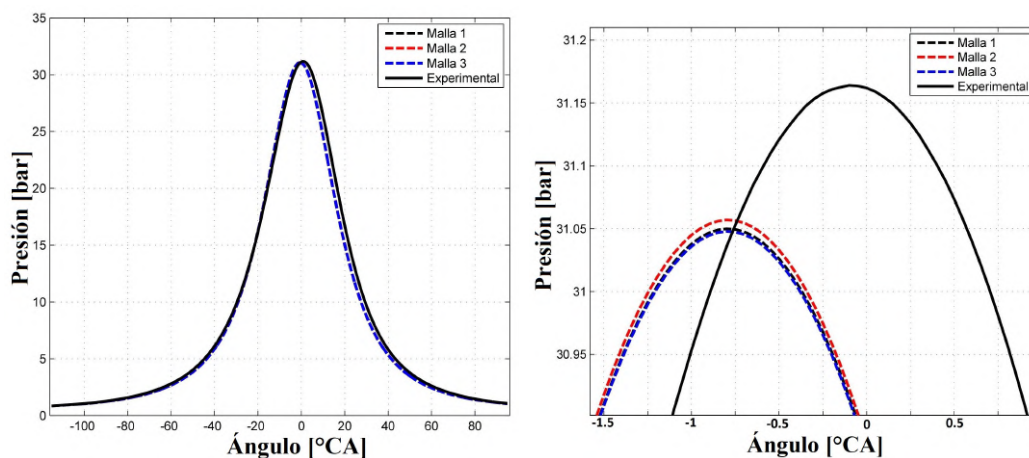 35
30
25
20
15
10
5
0
Presión [bar]
-100 -80 -60 -40 -20 0 20 40 60 80
Ángulo [°CA]
Malla 1
Malla 2
Malla 3
Experimental
31.2
31.15
31.1
31.05
31
30.95
Presión [bar]
-1.5 -1 -0.5 0 0.5
Ángulo [°CA]
Malla 1
Malla 2
Malla 3
Experimental